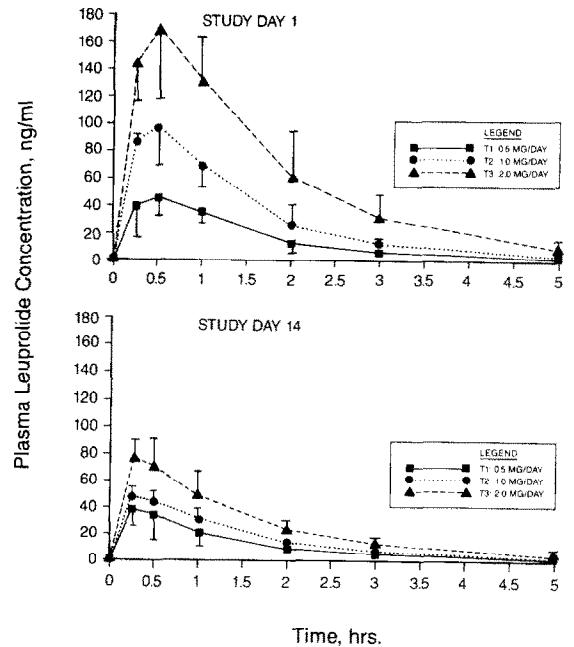 STUDY DAY 1
180
160
140
120
100
80
60
40
20
0
0 0.5 1 1.5 2 2.5 3 3.5 4 4.5 5
LEGEND
T1: 0.5 MG/DAY
T2: 1.0 MG/DAY
T3: 2.0 MG/DAY
Plasma Leuprolide Concentration, ng/ml
STUDY DAY 14
180
160
140
120
100
80
60
40
20
0
0 0.5 1 1.5 2 2.5 3 3.5 4 4.5 5
LEGEND
T1: 0.5 MG/DAY
T2: 1.0 MG/DAY
T3: 2.0 MG/DAY
Time, hrs.